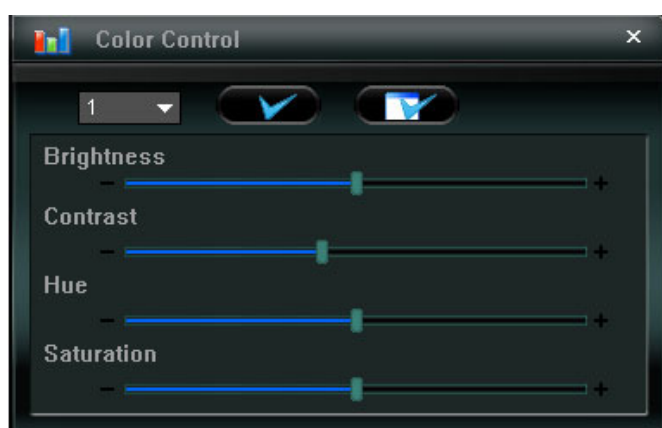 Color Control
1
Brightness
- +
Contrast
- +
Hue
- +
Saturation
- +